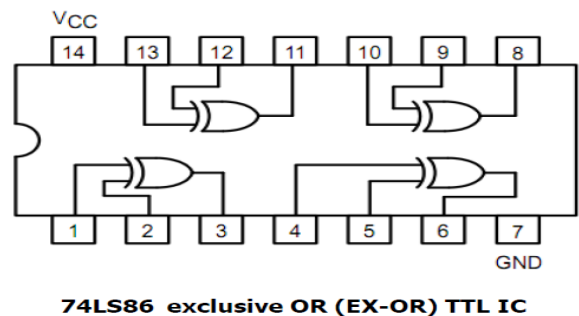 VCC
14 13 12 11 10 9 8
1 2 3 4 5 6 7
GND
74LS86 exclusive OR (EX-OR) TTL IC